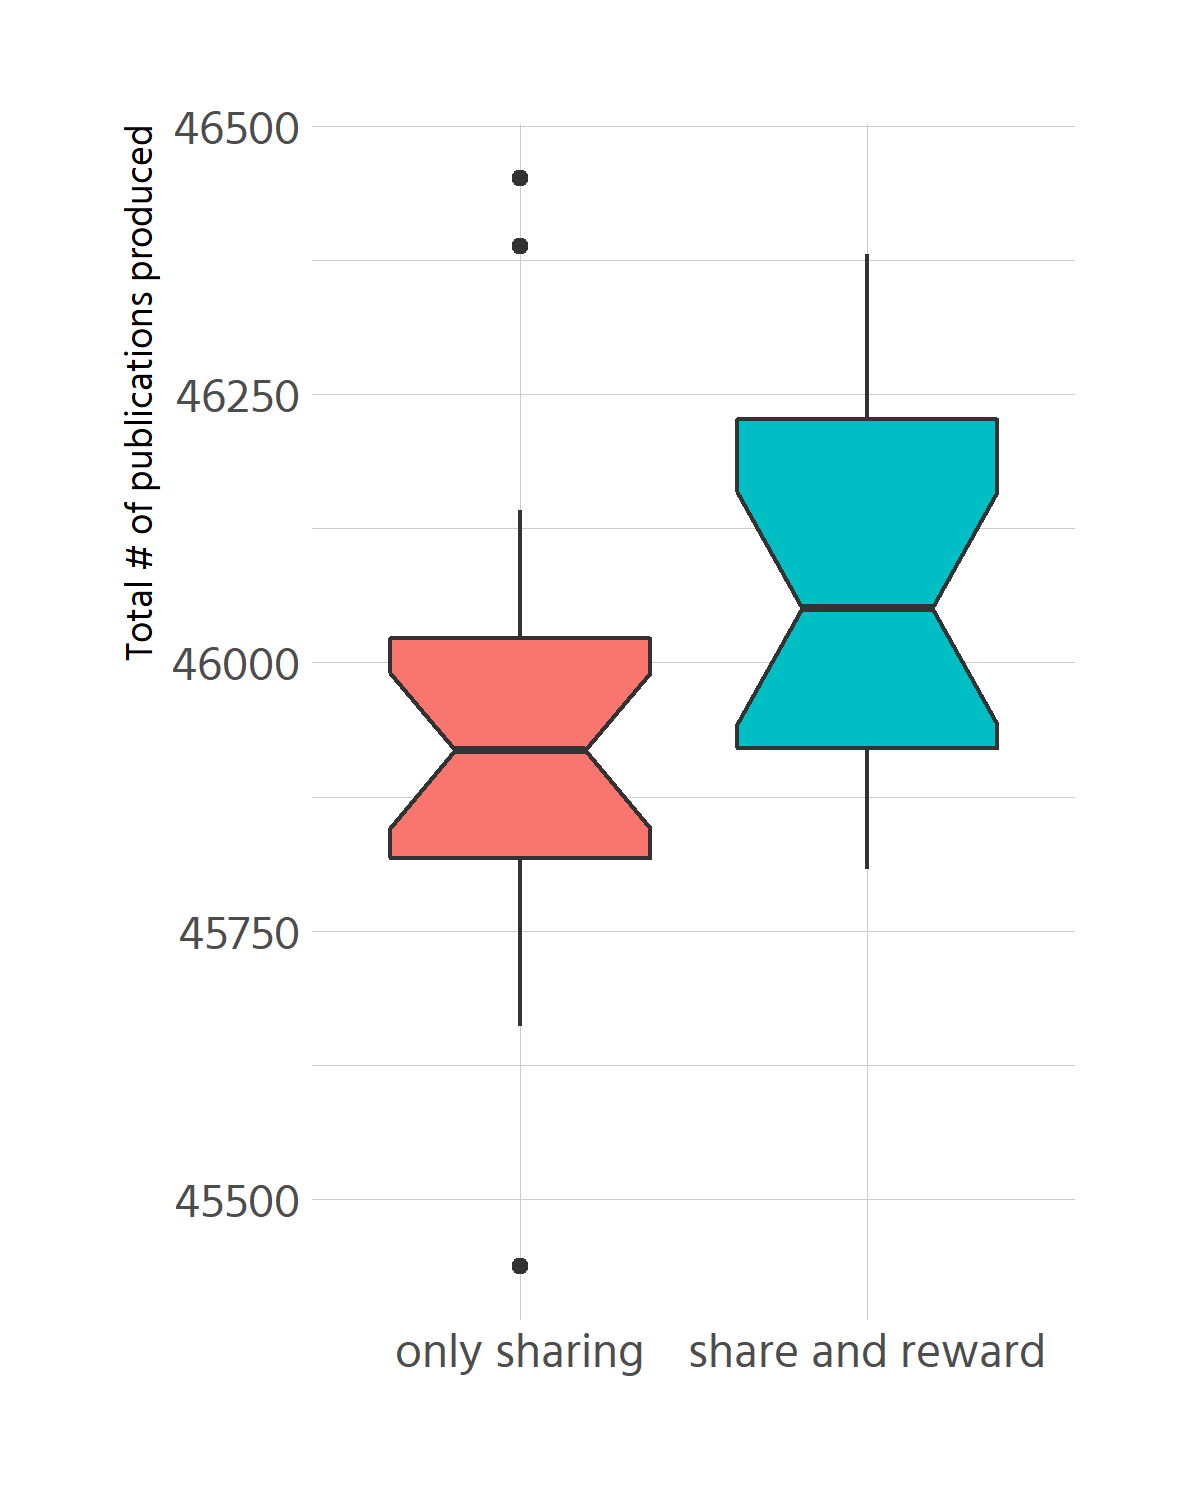 Total # of publications produced
46500
46250
46000
45750
45500
only sharing
share and reward